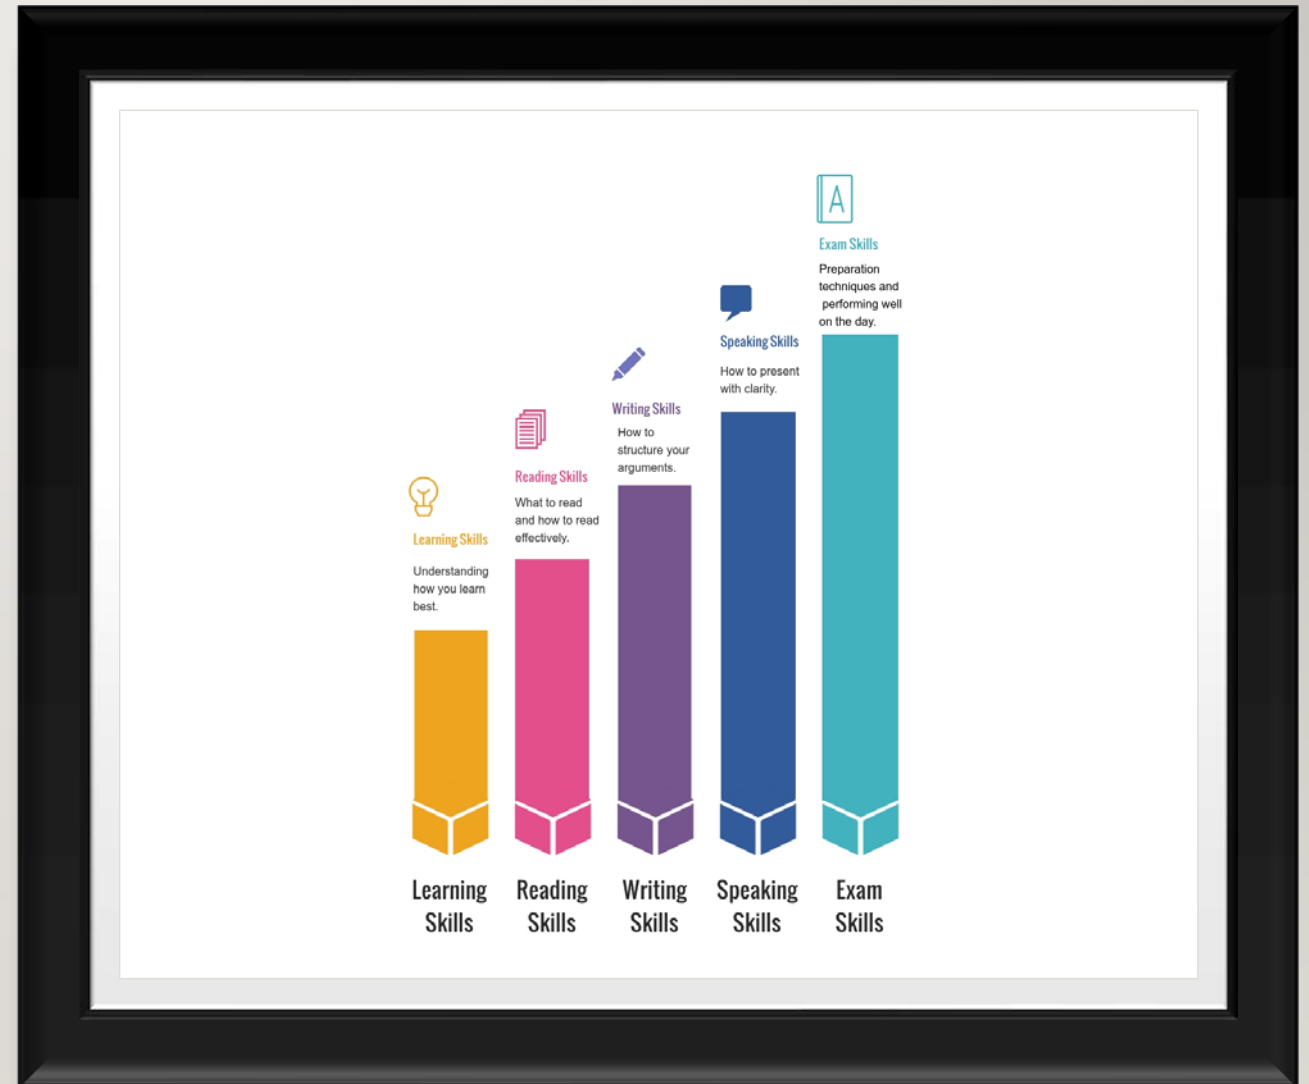 A
Exam Skills
Preparation
techniques and
performing well
on the day.
Speaking Skills
How to present
with clarity.
Writing Skills
How to
structure your
arguments.
Reading Skills
What to read
and how to read
effectively.
Learning Skills
Understanding
how you learn
best.
Learning
Skills
Reading
Skills
Writing
Skills
Speaking
Skills
Exam
Skills